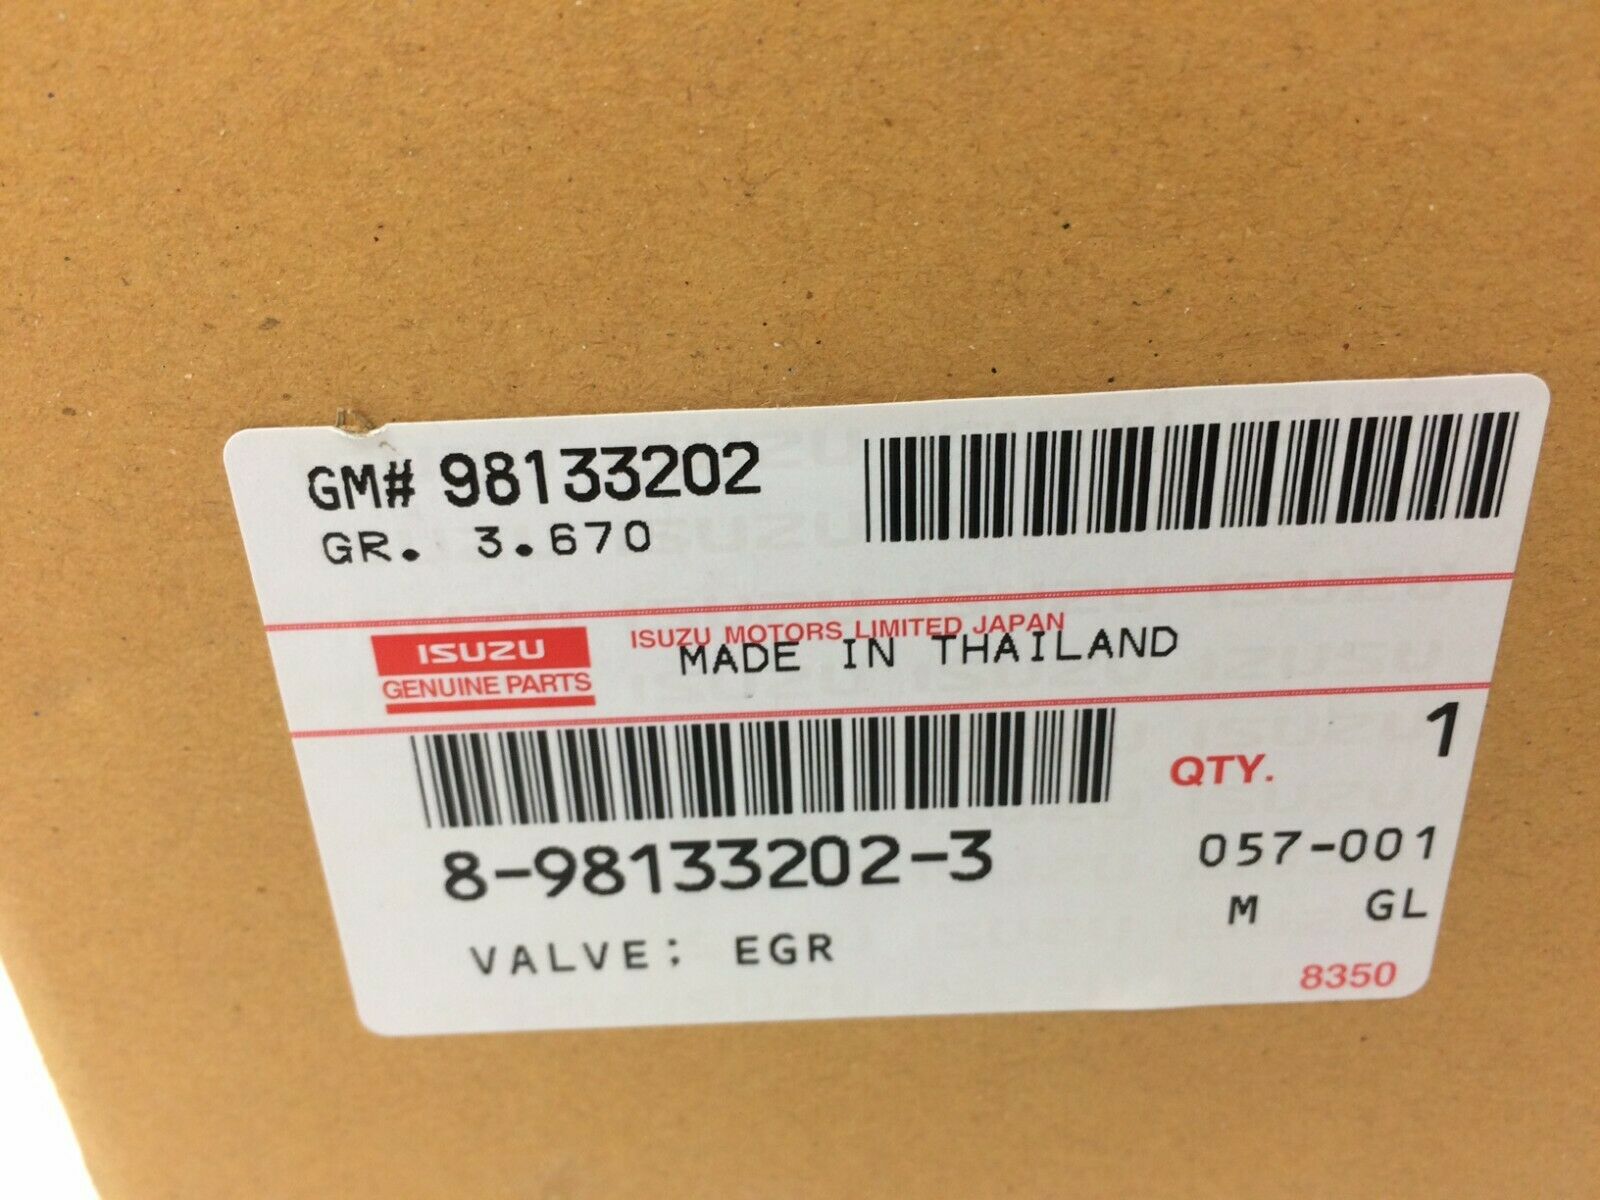 GM# 98133202
GR. 3.670
ISUZU
GENUINE PARTS
ISUZU MOTORS LIMITED JAPAN
MADE IN THAILAND
QTY. 1
8-98133202-3
057-001
M GL
VALVE; EGR
8350